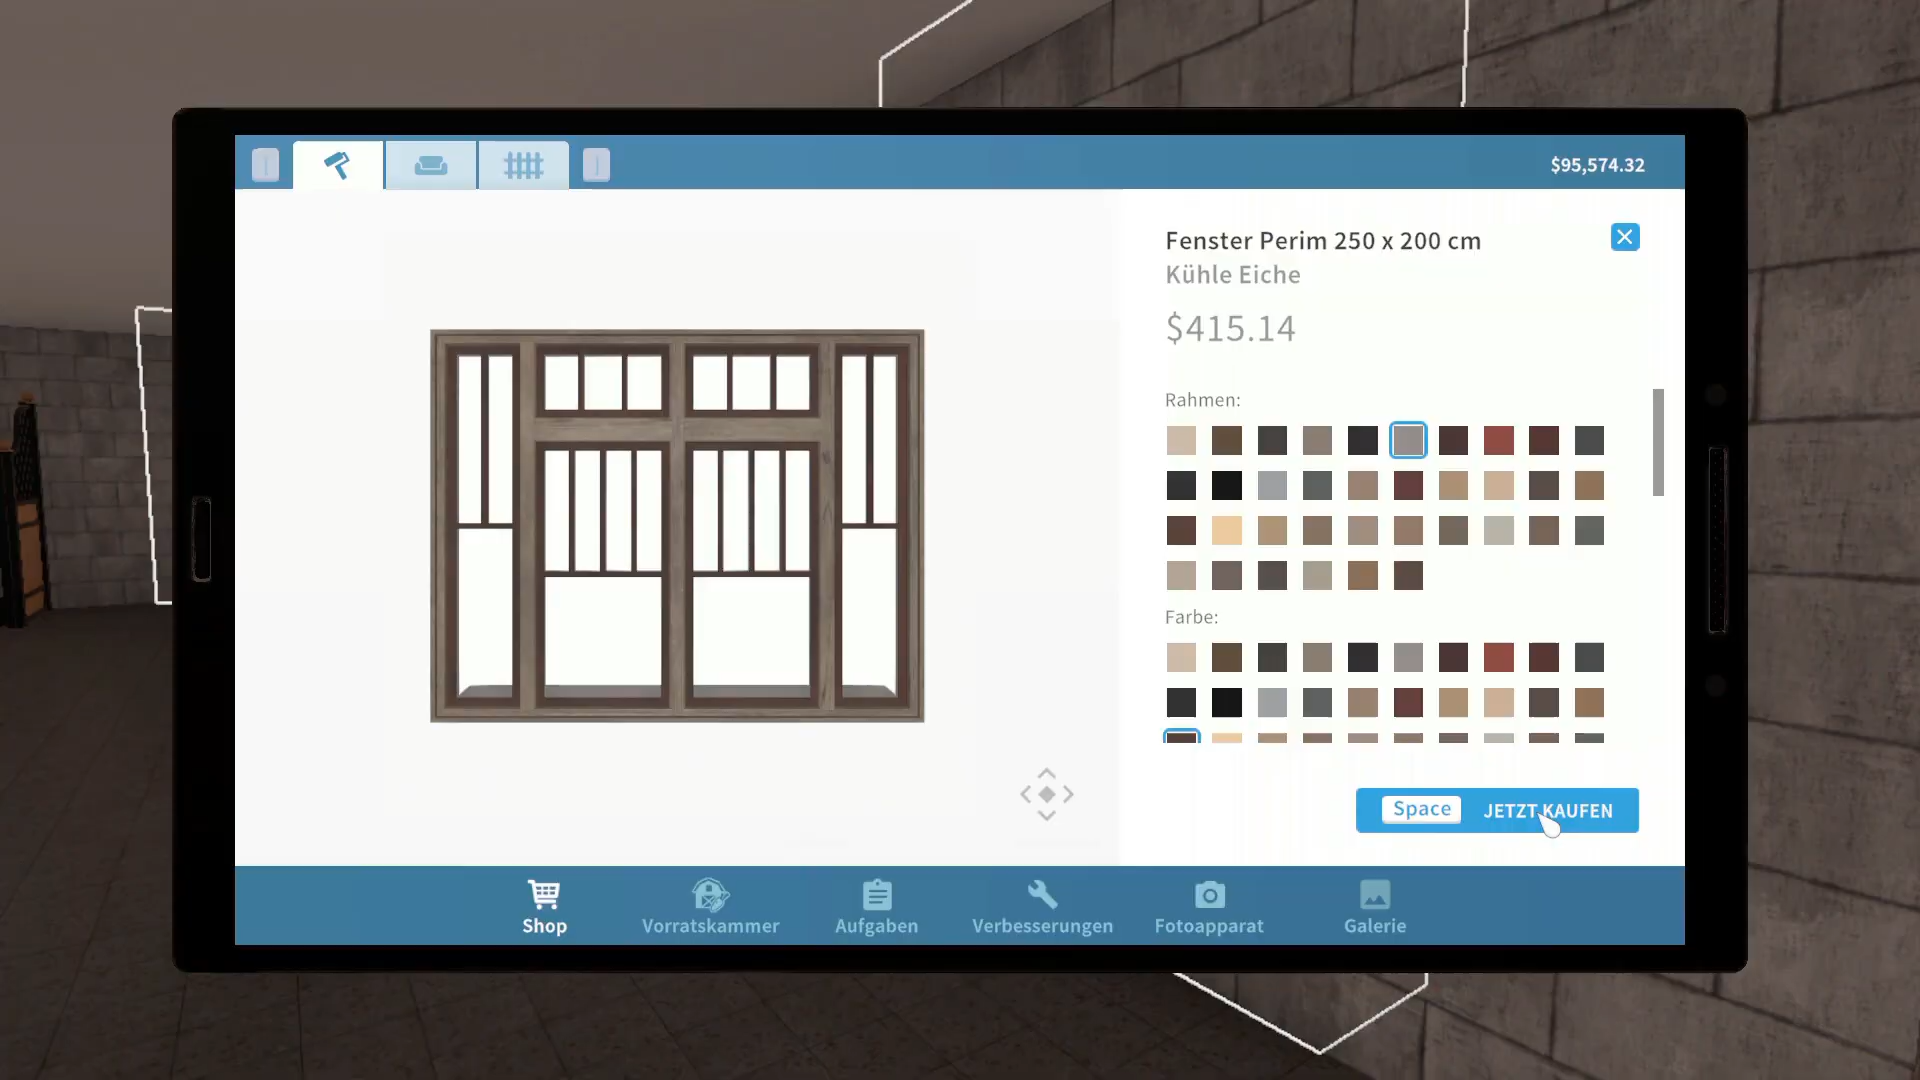 $95,574.32
Fenster Perim 250 x 200 cm
Kühle Eiche
$415.14
Rahmen:
Farbe:
Space JETZT KAUFEN
Shop Vorratskammer Aufgaben Verbesserungen Fotoapparat Galerie